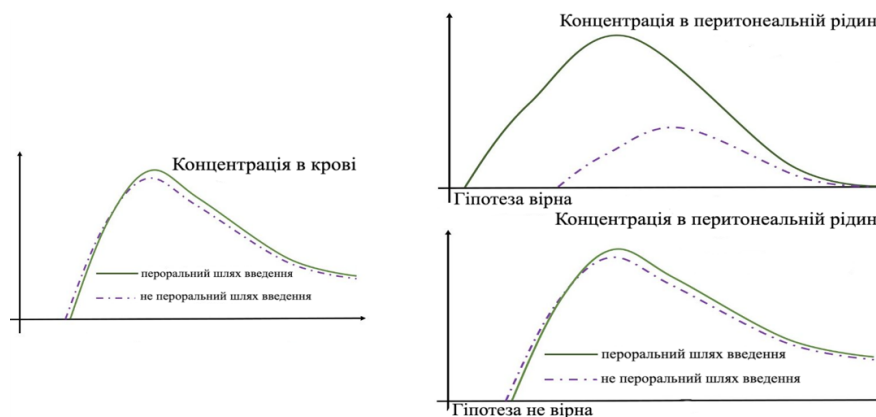 Концентрація в крові
пероральний шлях введення
не пероральний шлях введення
Концентрація в перитонеальній рідин
Гіпотеза вірна
Концентрація в перитонеальній рідин
пероральний шлях введення
не пероральний шлях введення
Гіпотеза не вірна